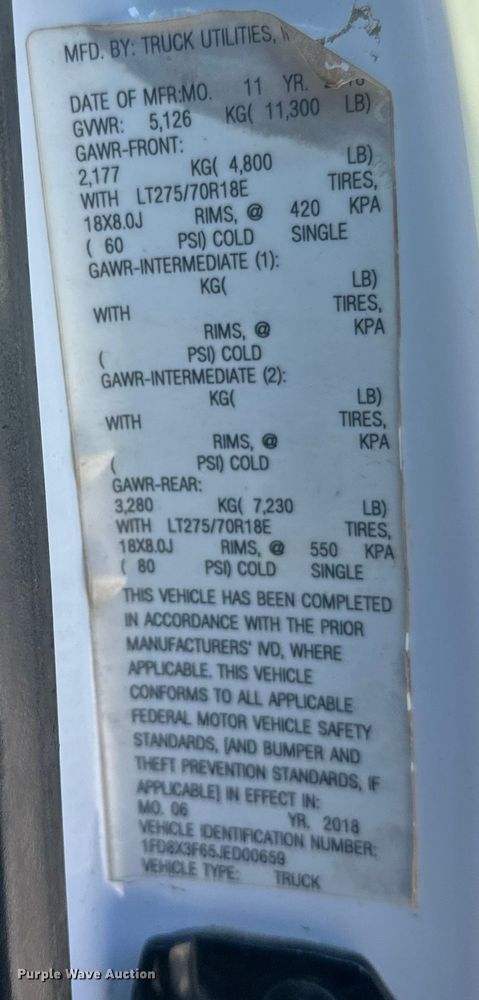 MFD. BY: TRUCK UTILITIES,
DATE OF MFR:MO. 11 YR.
GVWR: 5,126 KG( 11,300 LB)
GAWR-FRONT:
2,177 KG( 4,800 LB)
WITH LT275/70R18E TIRES,
18X8.0J RIMS, @ 420 KPA
( 60 PSI) COLD SINGLE
GAWR-INTERMEDIATE (1):
KG( LB)
WITH TIRES,
RIMS, @ KPA
( PSI) COLD
GAWR-INTERMEDIATE (2):
KG( LB)
WITH TIRES,
RIMS, @ KPA
( PSI) COLD
GAWR-REAR:
3,280 KG( 7,230 LB)
WITH LT275/70R18E TIRES,
18X8.0J RIMS, @ 550 KPA
( 80 PSI) COLD SINGLE
THIS VEHICLE HAS BEEN COMPLETED
IN ACCORDANCE WITH THE PRIOR
MANUFACTURERS' IVD, WHERE
APPLICABLE. THIS VEHICLE
CONFORMS TO ALL APPLICABLE
FEDERAL MOTOR VEHICLE SAFETY
STANDARDS, [AND BUMPER AND
THEFT PREVENTION STANDARDS, IF
APPLICABLE] IN EFFECT IN:
MO. 06 YR. 2018
VEHICLE IDENTIFICATION NUMBER:
1FD8X3F65JED00659
VEHICLE TYPE: TRUCK
Purple Wave Auction